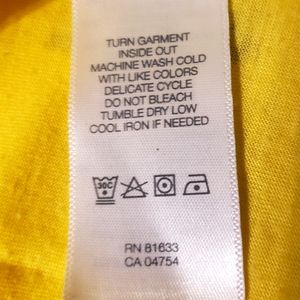 TURN GARMENT
INSIDE OUT
MACHINE WASH COLD
WITH LIKE COLORS
DELICATE CYCLE
DO NOT BLEACH
TUMBLE DRY LOW
COOL IRON IF NEEDED
30C
RN 81633
CA 04754